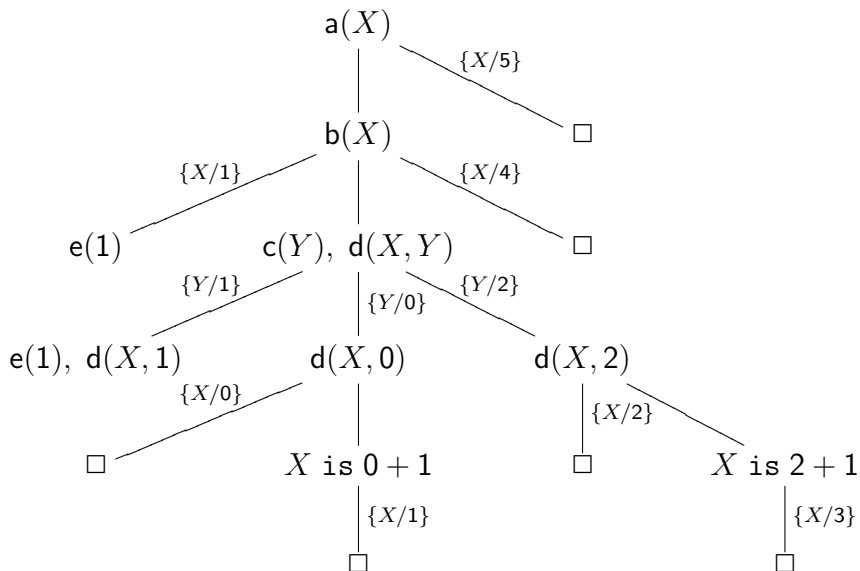 a(X)
{X/5}
b(X)
□
{X/1}
{X/4}
e(1)
c(Y), d(X, Y)
□
{Y/1}
{Y/0}
{Y/2}
e(1), d(X, 1)
d(X, 0)
d(X, 2)
{X/0}
{X/2}
□
X is 0 + 1
□
X is 2 + 1
{X/1}
{X/3}
□
□